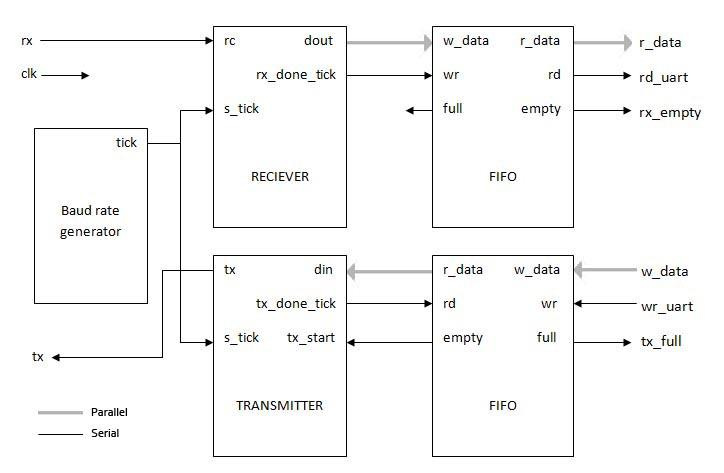 rx
rc
dout
w_data
r_data
r_data
clk
rx_done_tick
wr
rd
rd_uart
s_tick
full
empty
rx_empty
tick
RECIEVER
FIFO
Baud rate
generator
tx
din
r_data
w_data
w_data
tx_done_tick
rd
wr
wr_uart
s_tick
tx_start
empty
full
tx_full
tx
TRANSMITTER
FIFO
Parallel
Serial